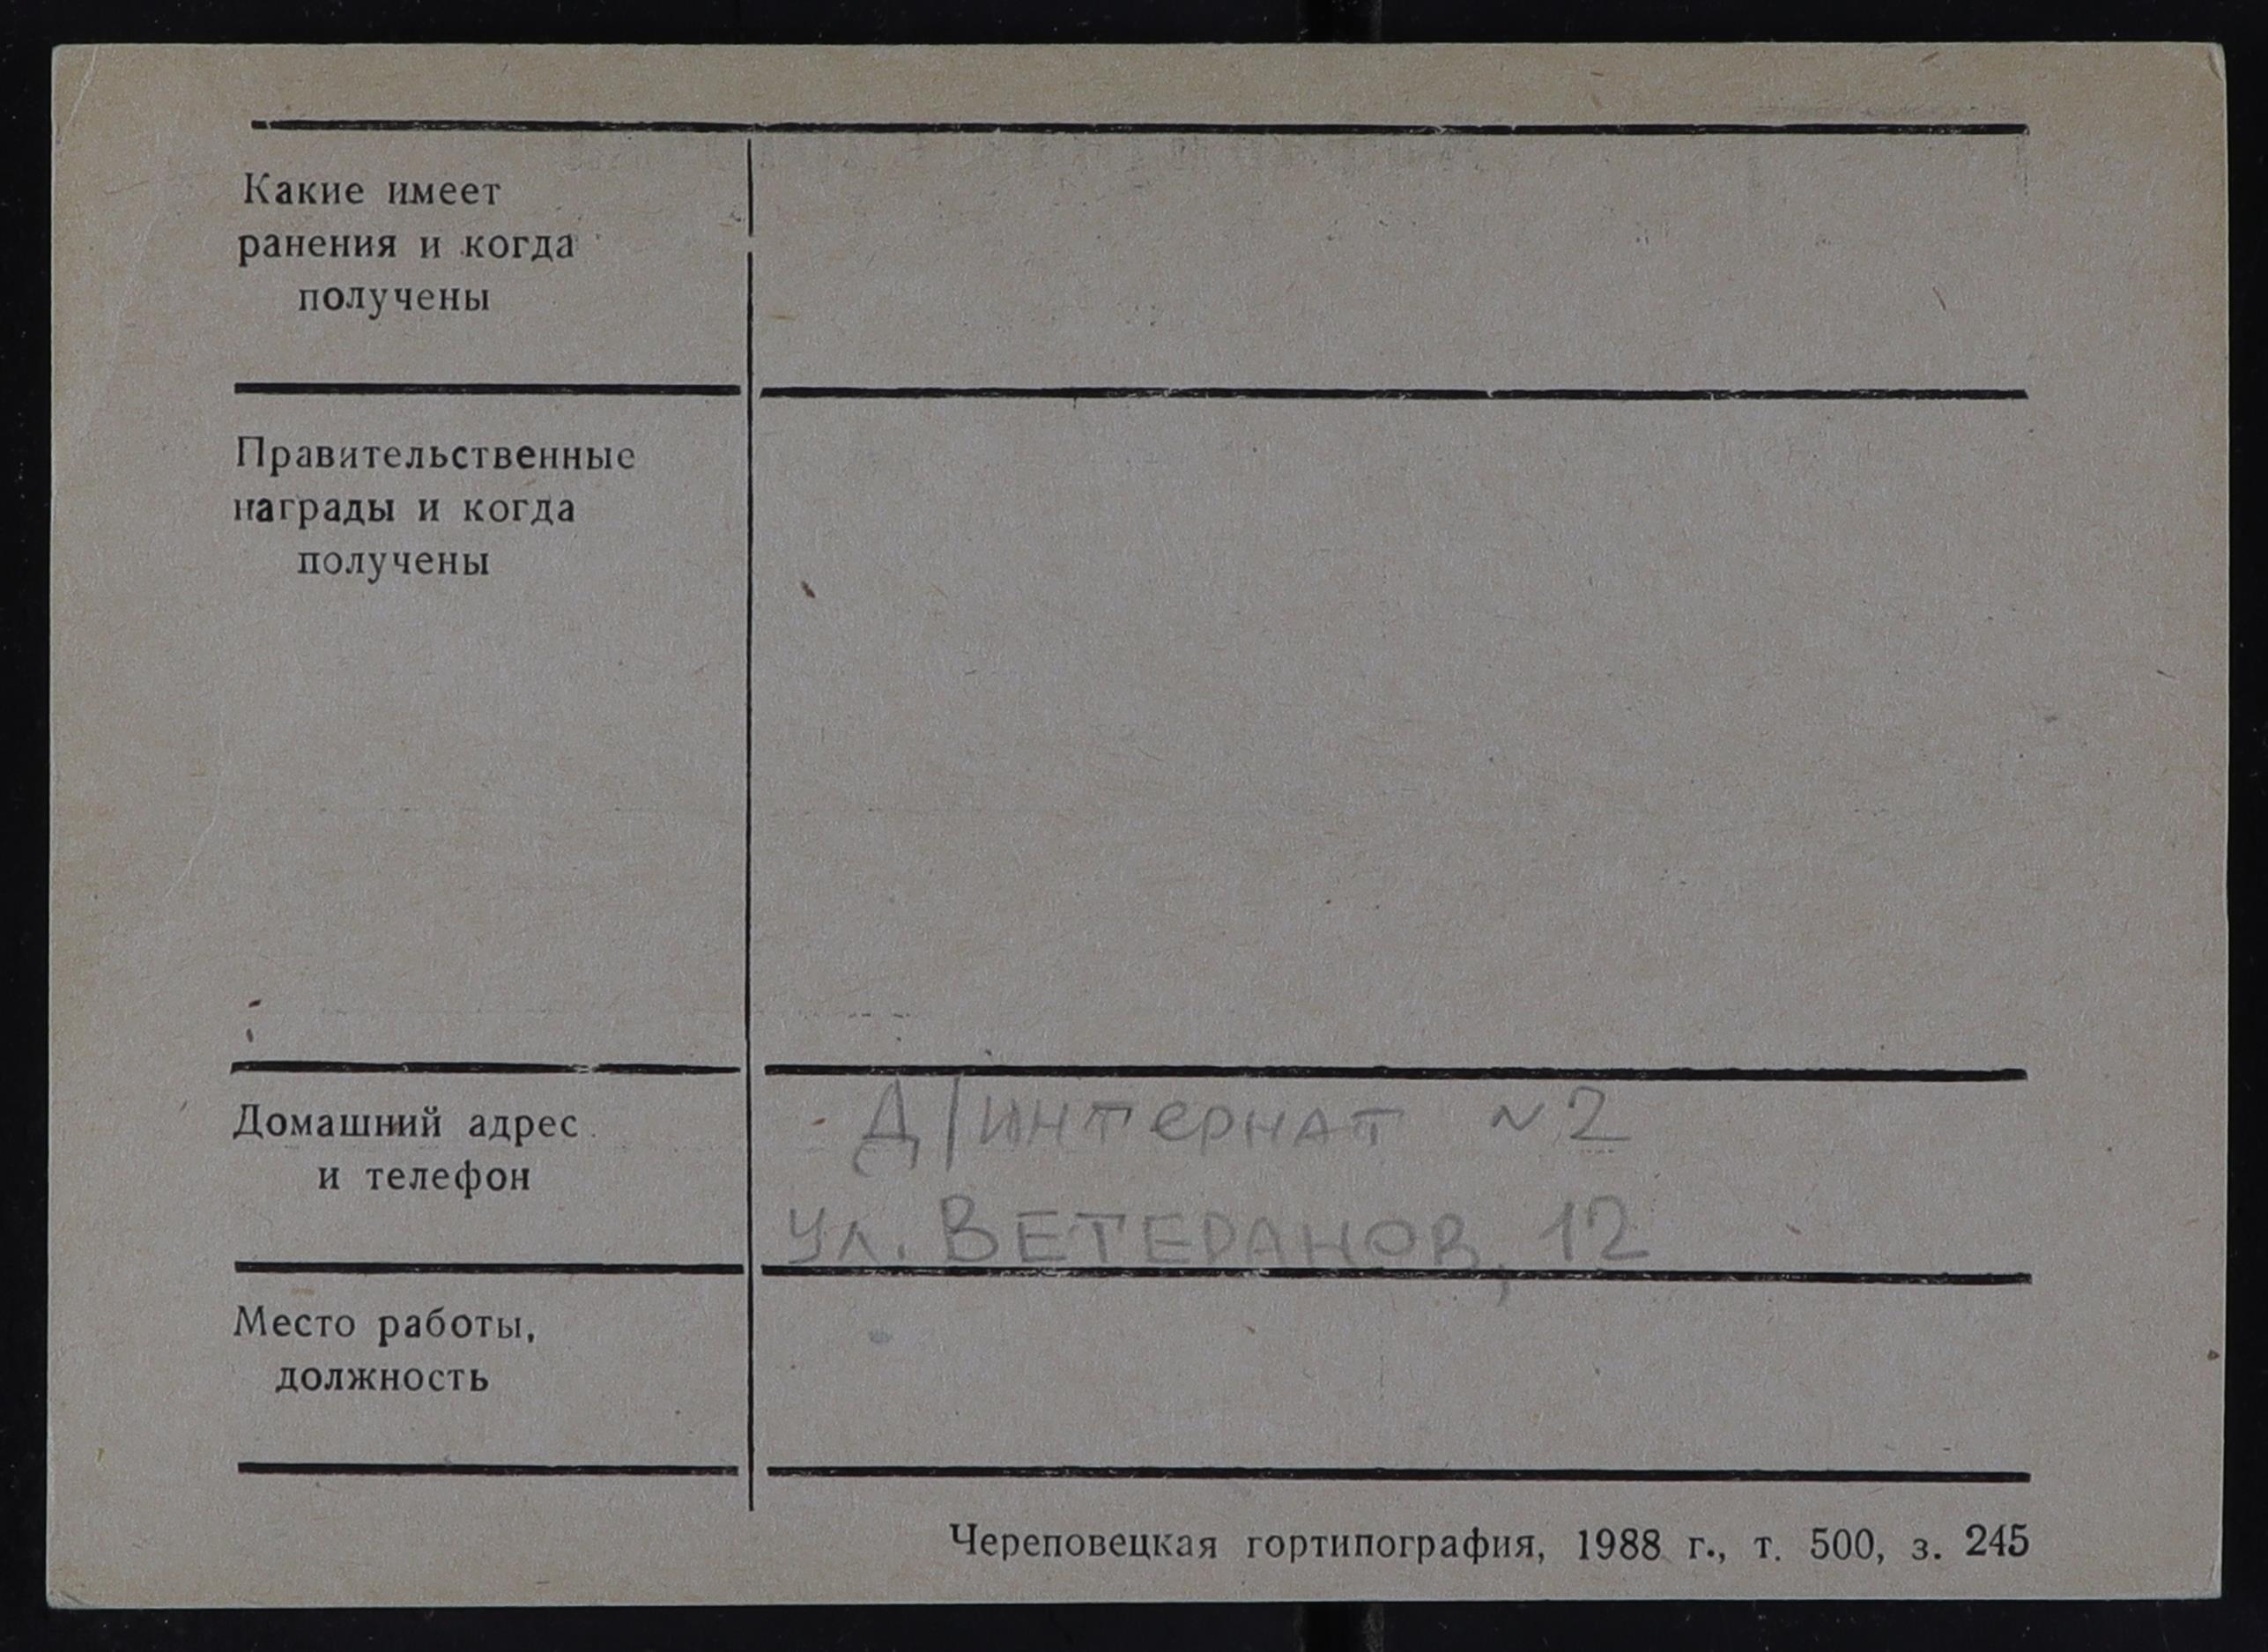 Какие имеет
ранения и когда
получены
Правительственные
награды и когда
получены
Домашний адрес
и телефон
Д/интернат №2
ул. ВЕТЕРАНОВ, 12
Место работы,
должность
Череповецкая гортипография, 1988 г., т. 500, з. 245